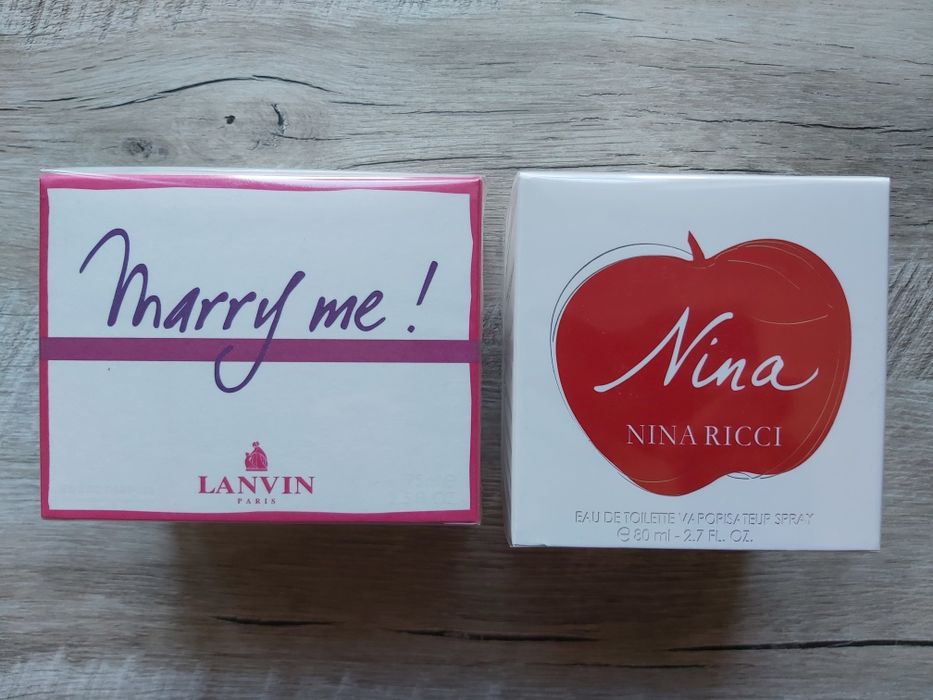 Marry me!
LANVIN
PARIS
Nina
NINA RICCI
EAU DE TOILETTE VAPORISATEUR SPRAY
℮ 80 ml - 2.7 FL. OZ.